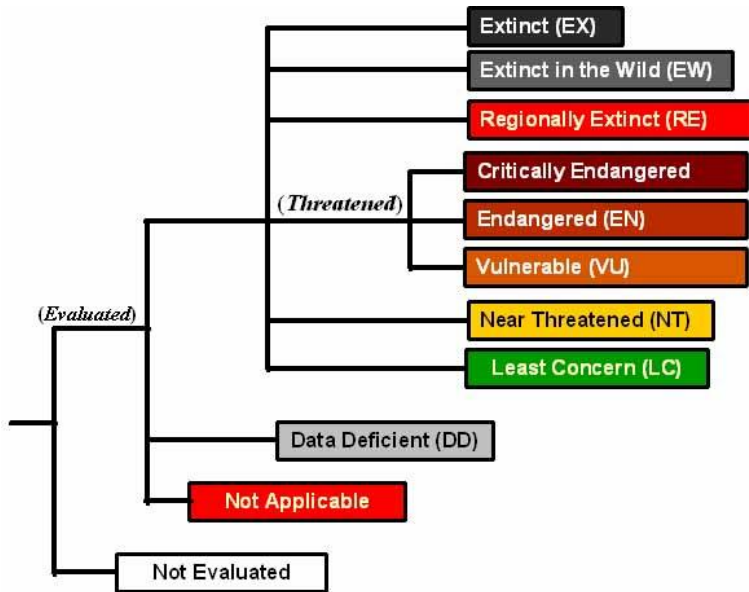 Extinct (EX)
Extinct in the Wild (EW)
Regionally Extinct (RE)
Critically Endangered
(Threatened)
Endangered (EN)
Vulnerable (VU)
(Evaluated)
Near Threatened (NT)
Least Concern (LC)
Data Deficient (DD)
Not Applicable
Not Evaluated